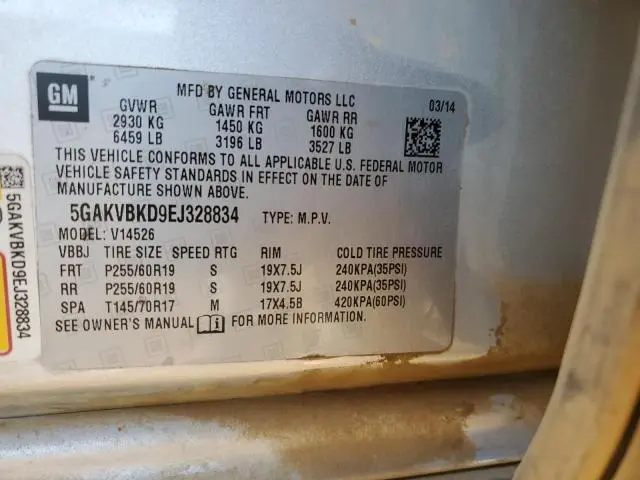 GM
MFD BY GENERAL MOTORS LLC
03/14
GVWR GAWR FRT GAWR RR
2930 KG 1450 KG 1600 KG
6459 LB 3196 LB 3527 LB
THIS VEHICLE CONFORMS TO ALL APPLICABLE U.S. FEDERAL MOTOR
VEHICLE SAFETY STANDARDS IN EFFECT ON THE DATE OF
MANUFACTURE SHOWN ABOVE.
5GAKVBKD9EJ328834 TYPE: M.P.V.
MODEL: V14526
VBBJ TIRE SIZE SPEED RTG RIM COLD TIRE PRESSURE
FRT P255/60R19 S 19X7.5J 240KPA(35PSI)
RR P255/60R19 S 19X7.5J 240KPA(35PSI)
SPA T145/70R17 M 17X4.5B 420KPA(60PSI)
SEE OWNER'S MANUAL i FOR MORE INFORMATION.
5GAKVBKD9EJ328834